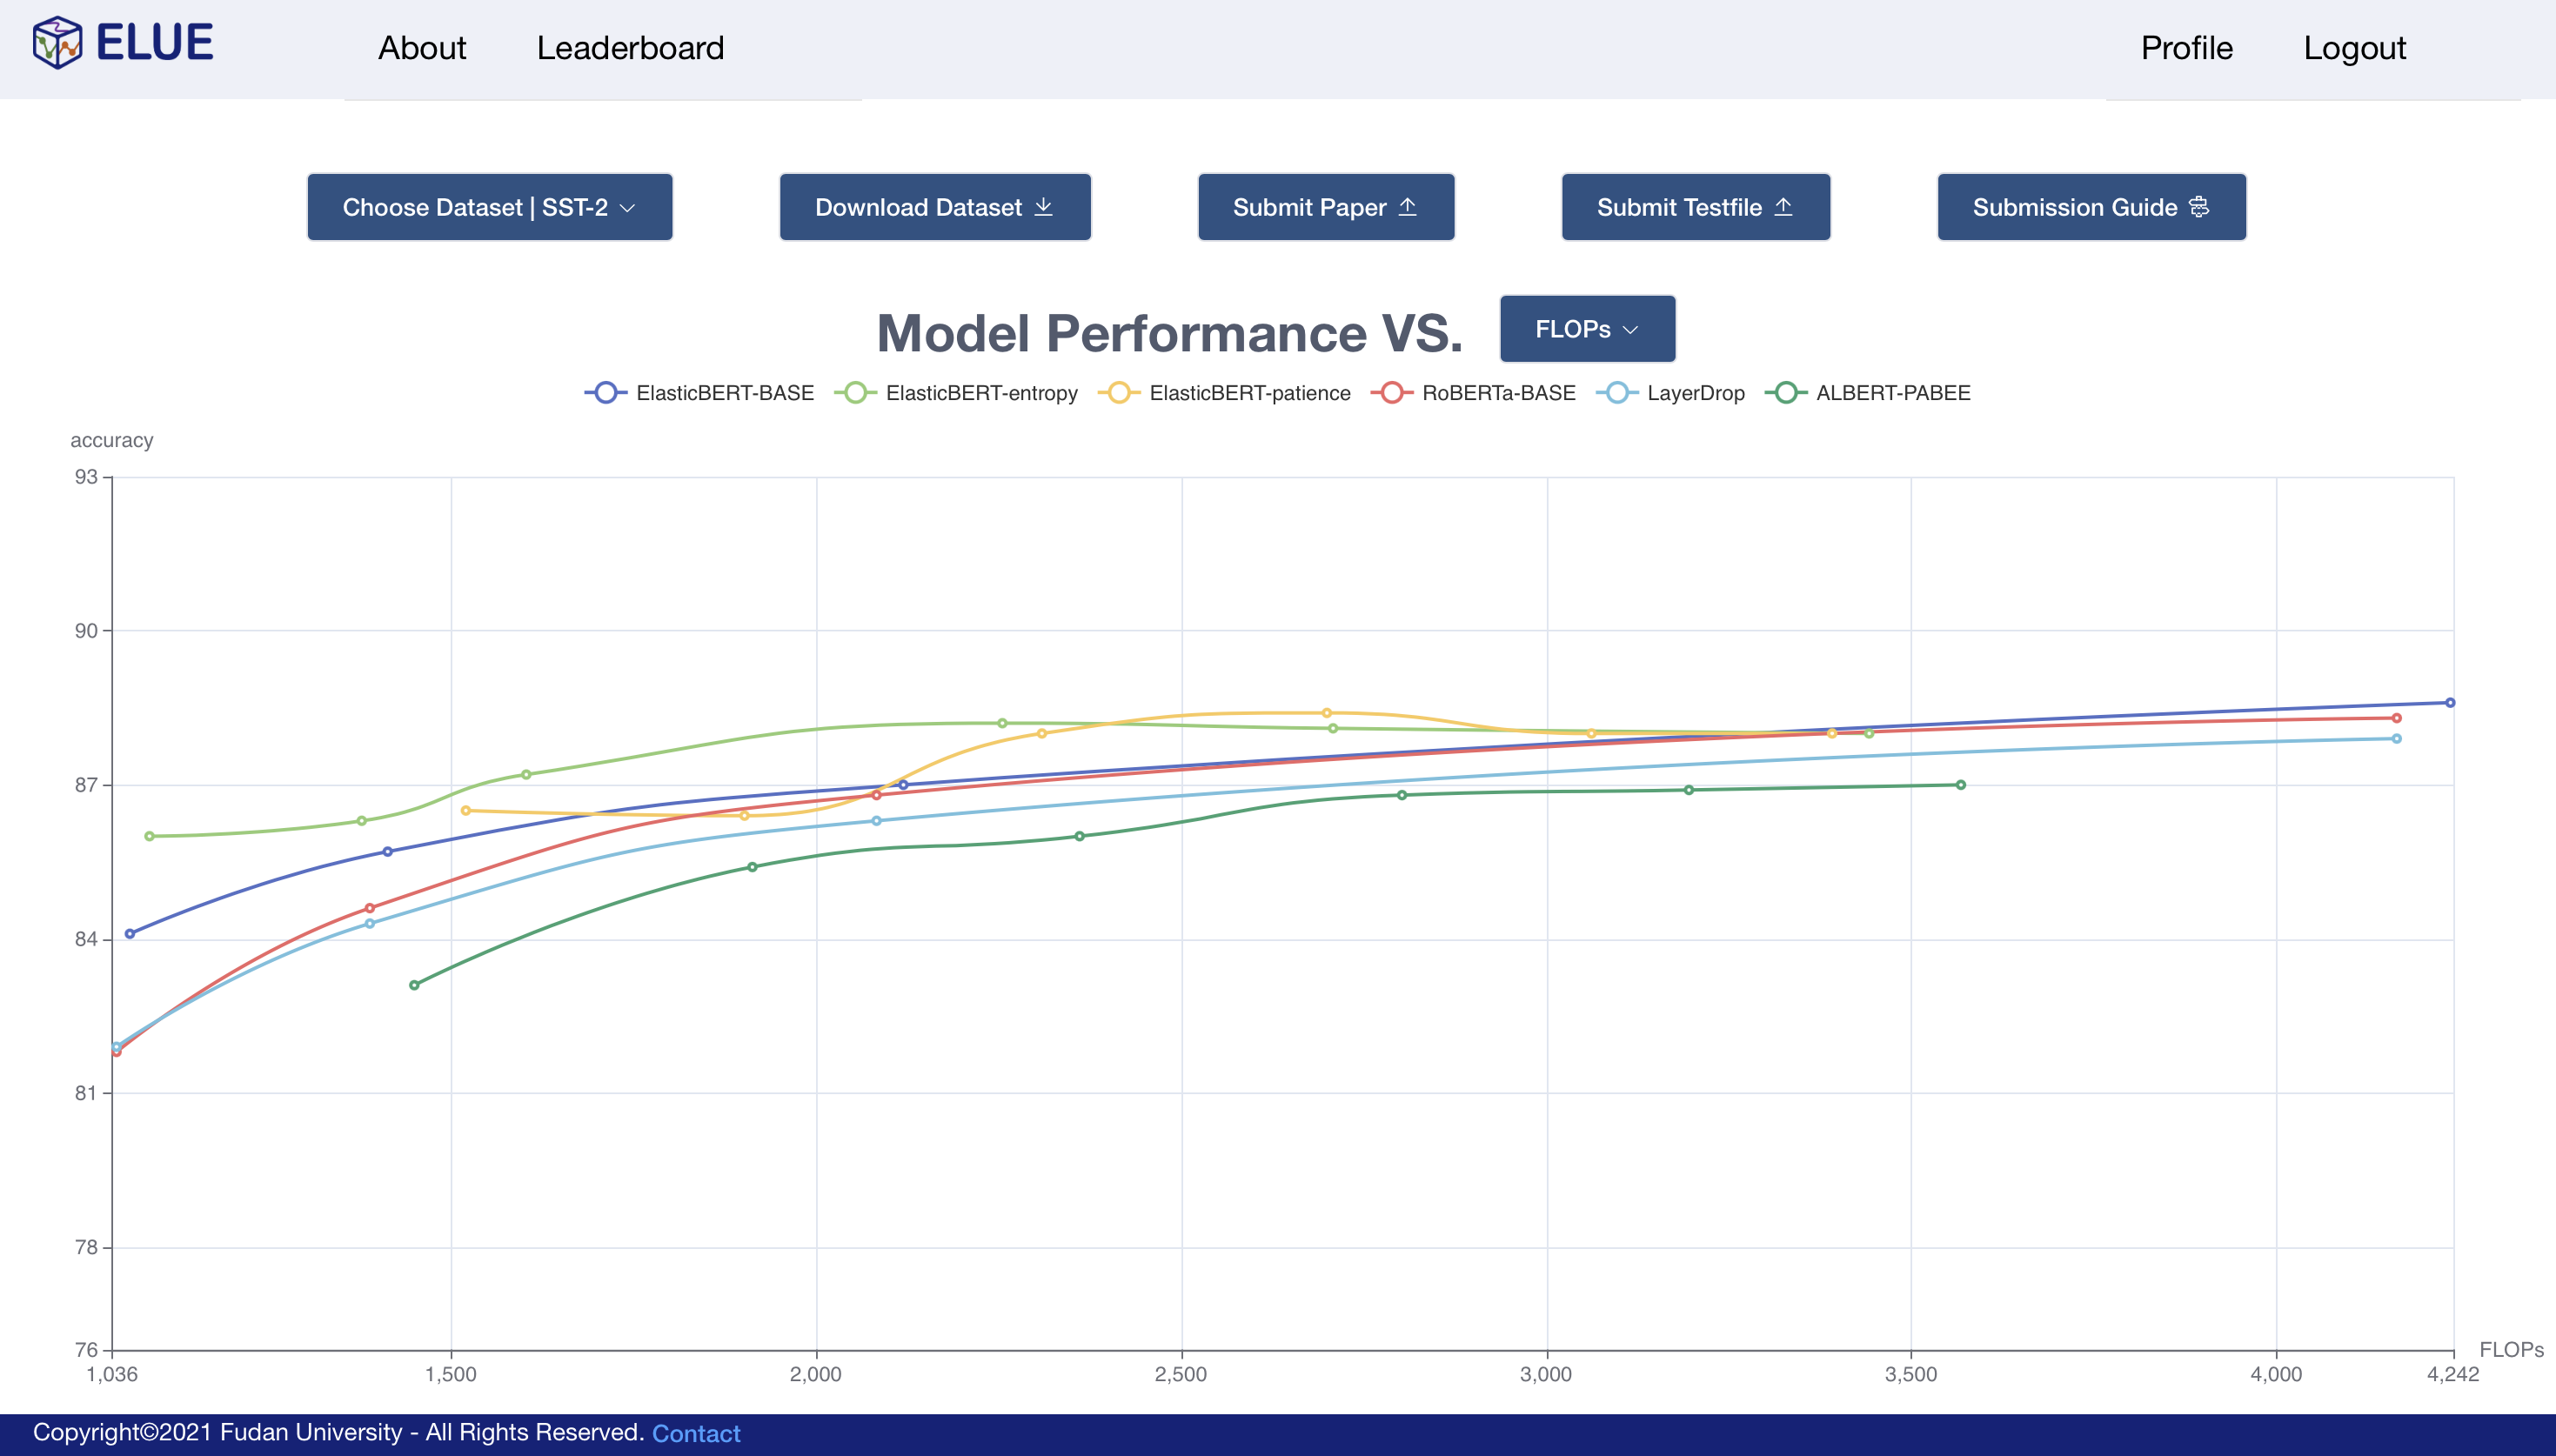 ELUE About Leaderboard Profile Logout
Choose Dataset | SST-2 Download Dataset Submit Paper Submit Testfile Submission Guide
Model Performance VS. FLOPs
ElasticBERT-BASE ElasticBERT-entropy ElasticBERT-patience RoBERTa-BASE LayerDrop ALBERT-PABEE
accuracy
93
90
87
84
81
78
76
FLOPs
1,036 1,500 2,000 2,500 3,000 3,500 4,000 4,242
Copyright©2021 Fudan University - All Rights Reserved. Contact